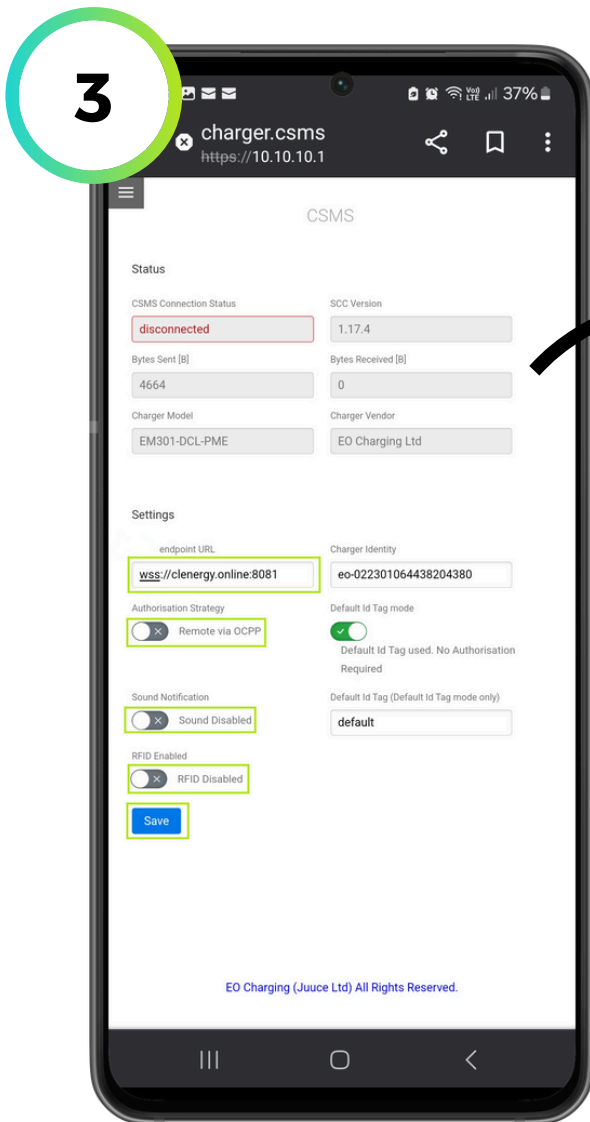 3
Vo))
LTE
37%
charger.csms
https://10.10.10.1
CSMS
Status
CSMS Connection Status
SCC Version
disconnected
1.17.4
Bytes Sent [B]
Bytes Received [B]
4664
0
Charger Model
Charger Vendor
EM301-DCL-PME
EO Charging Ltd
Settings
endpoint URL
Charger Identity
wss://clenergy.online:8081
eo-022301064438204380
Authorisation Strategy
Default Id Tag mode
Remote via OCPP
Default Id Tag used. No Authorisation
Required
Sound Notification
Default Id Tag (Default Id Tag mode only)
Sound Disabled
default
RFID Enabled
RFID Disabled
Save
EO Charging (Juuce Ltd) All Rights Reserved.